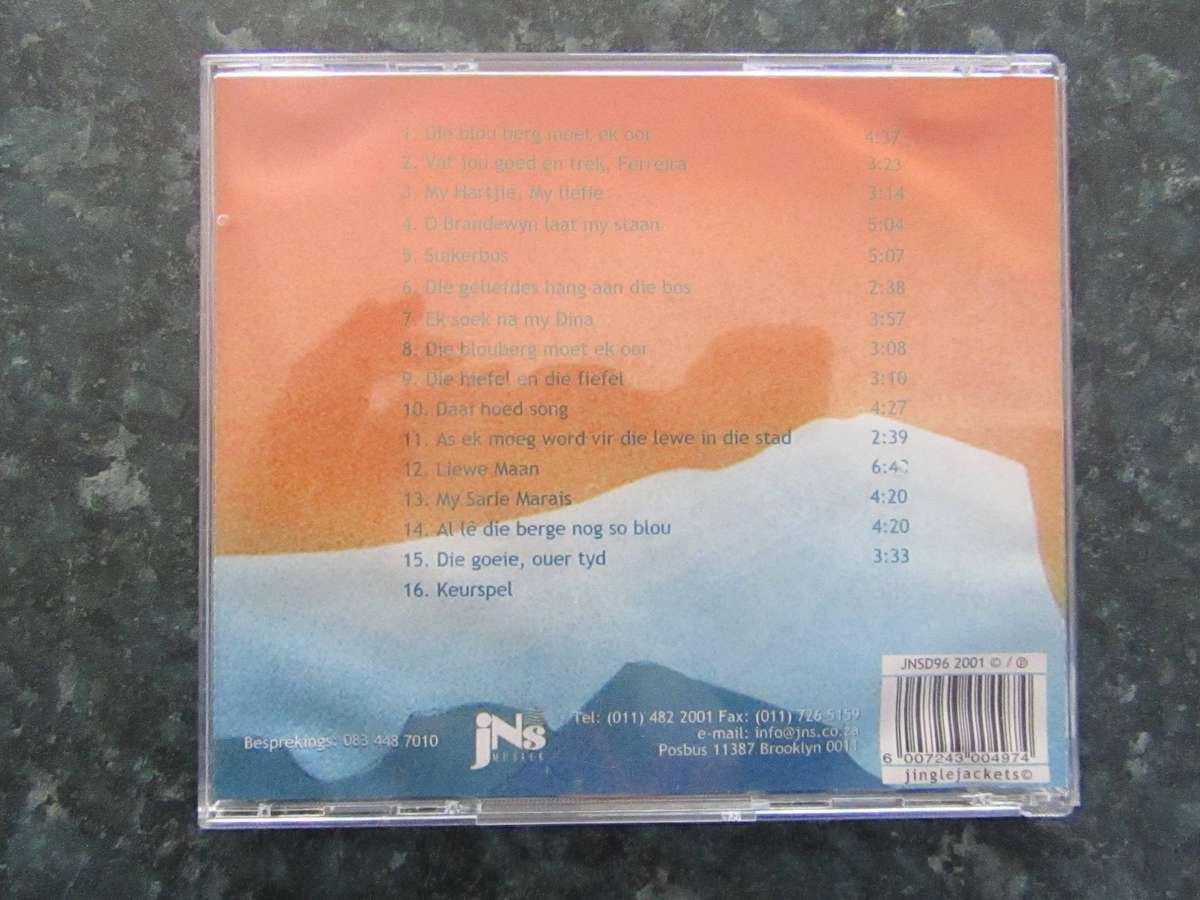 1. Die blou berg moet ek oor 4:37
2. Vat jou goed en trek, Ferreira 3:23
3. My Hartjie, My liefie 3:14
4. O Brandewyn laat my staan 5:04
5. Suikerbos 5:07
6. Die geliefdes hang aan die bos 2:38
7. Ek soek na my Dina 3:57
8. Die blouberg moet ek oor 3:08
9. Die hiefel en die fiefel 3:10
10. Daai hoed song 4:27
11. As ek moeg word vir die lewe in die stad 2:39
12. Liewe Maan
13. My Sarie Marais 4:20
14. Al lê die berge nog so blou 4:20
15. Die goeie, ouer tyd 3:33
16. Keurspel
JNSD96 2001 © / ℗
6 007243 004974
jinglejackets©
Besprekings: 083 448 7010
jNs
MUSIEK
Tel: (011) 482 2001 Fax: (011) 726 5159
e-mail: info@jns.co.za
Posbus 11387 Brooklyn 0011